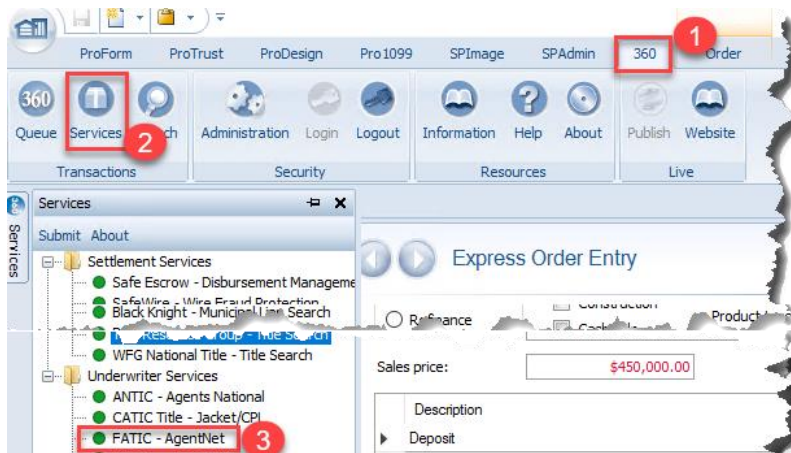 1
ProForm ProTrust ProDesign Pro1099 SPImage SPAdmin 360 Order
360
Queue Services ch Administration Login Logout Information Help About Publish Website
2
Transactions Security Resources Live
360 Services
Services
Submit About
Settlement Services
Safe Escrow - Disbursement Manageme
SafeWire - Wire Fraud Protection
Black Knight - Municipal Lien Search
Group - Title Search
WFG National Title - Title Search
Underwriter Services
ANTIC - Agents National
CATIC Title - Jacket/CPL
FATIC - AgentNet
3
Express Order Entry
Construction
Refinance
Product
Sales price: $450,000.00
Description
Deposit